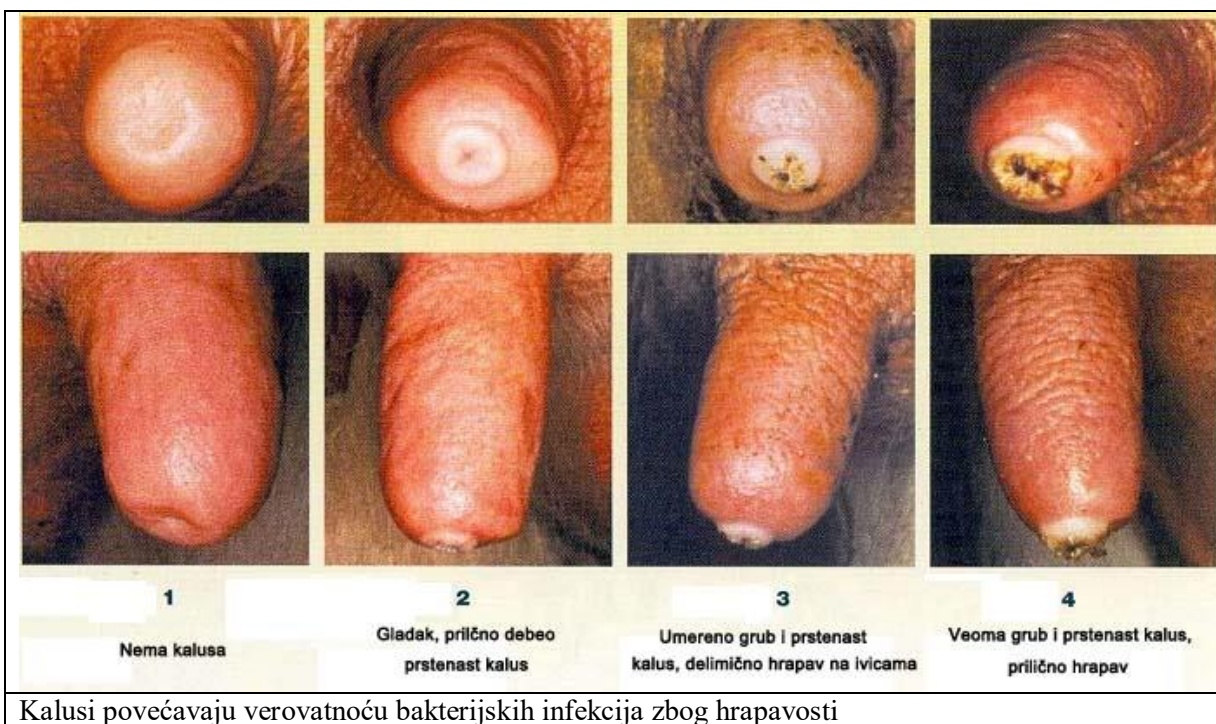 1
Nema kalusa
2
Gladak, prilčno debeo
prstenast kalus
3
Umereno grub i prstenast
kalus, delimično hrapav na ivicama
4
Veoma grub i prstenast kalus,
prilično hrapav
Kalusi povećavaju verovatnoću bakterijskih infekcija zbog hrapavosti